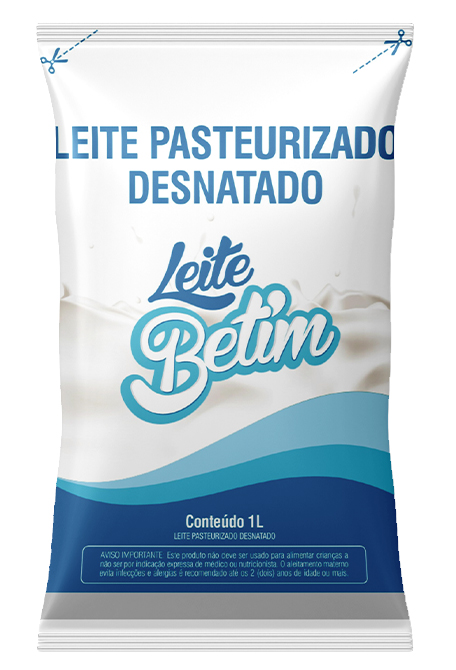 LEITE PASTEURIZADO
DESNATADO
Leite
Betim
Conteúdo 1L
LEITE PASTEURIZADO DESNATADO
AVISO IMPORTANTE: Este produto não deve ser usado para alimentar crianças a
não ser por indicação expressa de médico ou nutricionista. O aleitamento materno
evita infecções e alergias é recomendado até os 2 (dois) anos de idade ou mais.